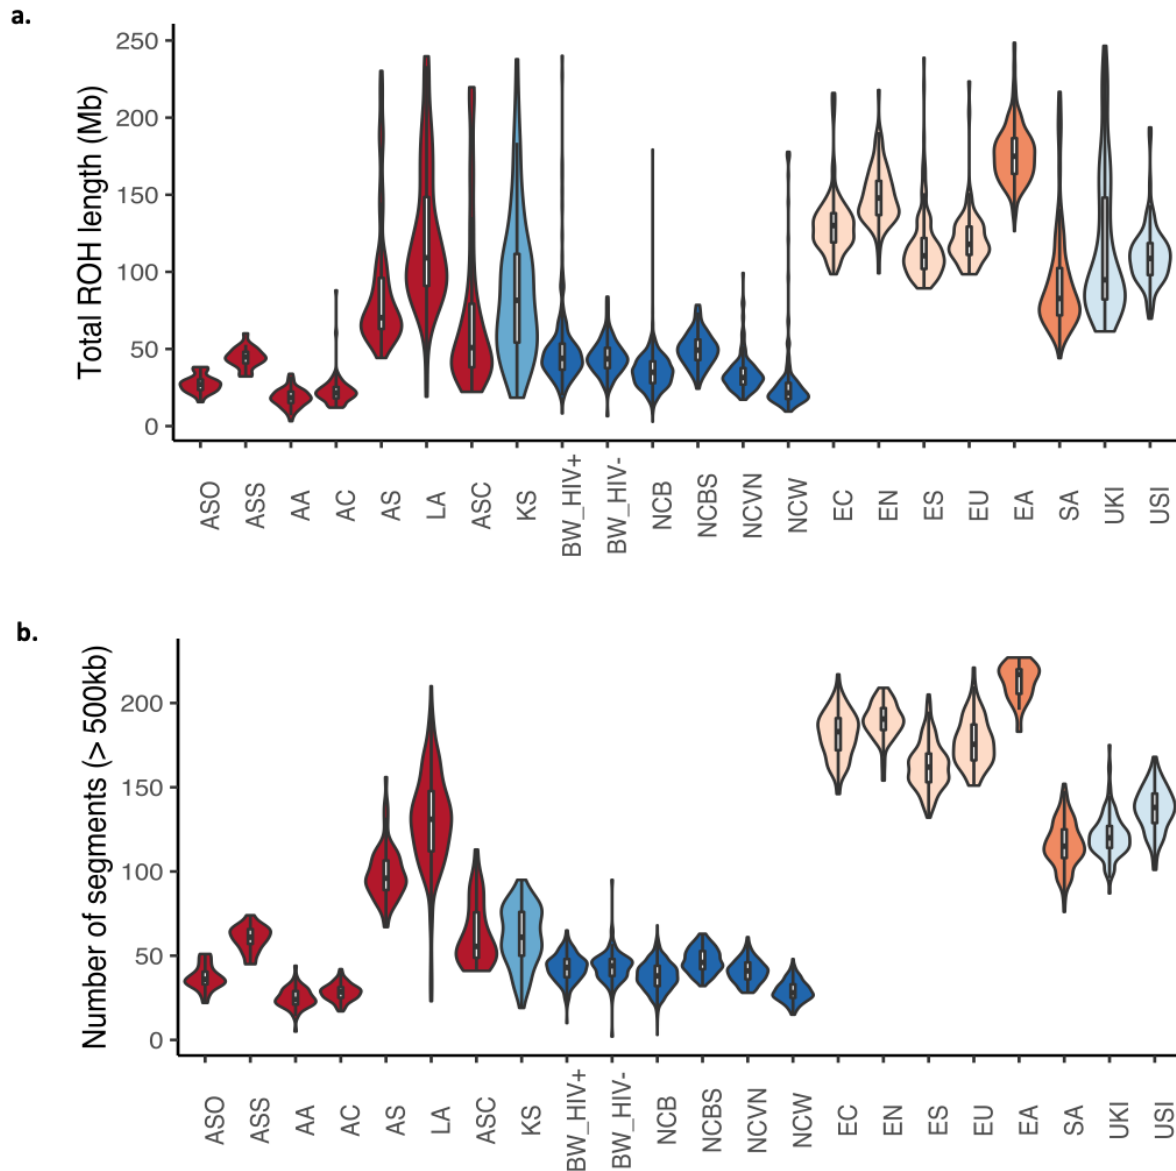 a.
Total ROH length (Mb)
250
200
150
100
50
0
ASO ASS AA AC AS LA ASC KS BW_HIV+ BW_HIV- NCB NCBS NCVN NCW EC EN ES EU EA SA UKI USI
b.
Number of segments (> 500kb)
200
150
100
50
0
ASO ASS AA AC AS LA ASC KS BW_HIV+ BW_HIV- NCB NCBS NCVN NCW EC EN ES EU EA SA UKI USI